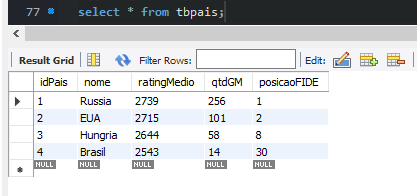 77 select * from tbpais;
Result Grid Filter Rows: Edit:
idPais nome ratingMedio qtdGM posicaoFIDE
1 Russia 2739 256 1
2 EUA 2715 101 2
3 Hungria 2644 58 8
4 Brasil 2543 14 30
NULL NULL NULL NULL NULL